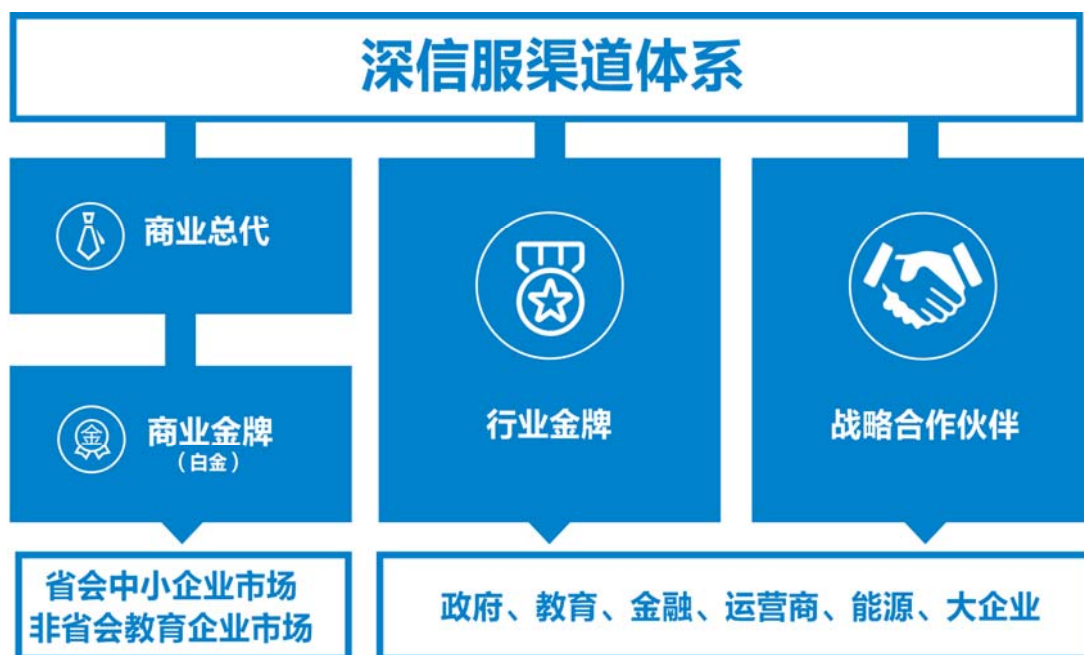 深信服渠道体系
商业总代
金
商业金牌
（白金）
行业金牌
战略合作伙伴
省会中小企业市场
非省会教育企业市场
政府、教育、金融、运营商、能源、大企业